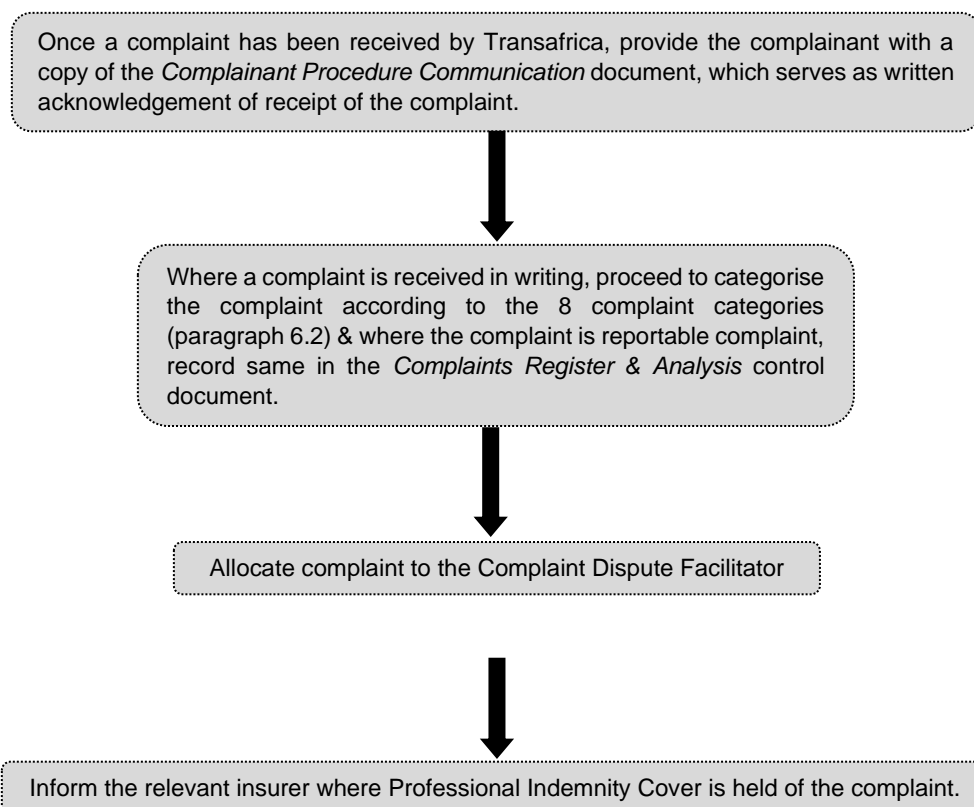 Once a complaint has been received by Transafrica, provide the complainant with a
copy of the Complainant Procedure Communication document, which serves as written
acknowledgement of receipt of the complaint.
Where a complaint is received in writing, proceed to categorise
the complaint according to the 8 complaint categories
(paragraph 6.2) & where the complaint is reportable complaint,
record same in the Complaints Register & Analysis control
document.
Allocate complaint to the Complaint Dispute Facilitator
Inform the relevant insurer where Professional Indemnity Cover is held of the complaint.